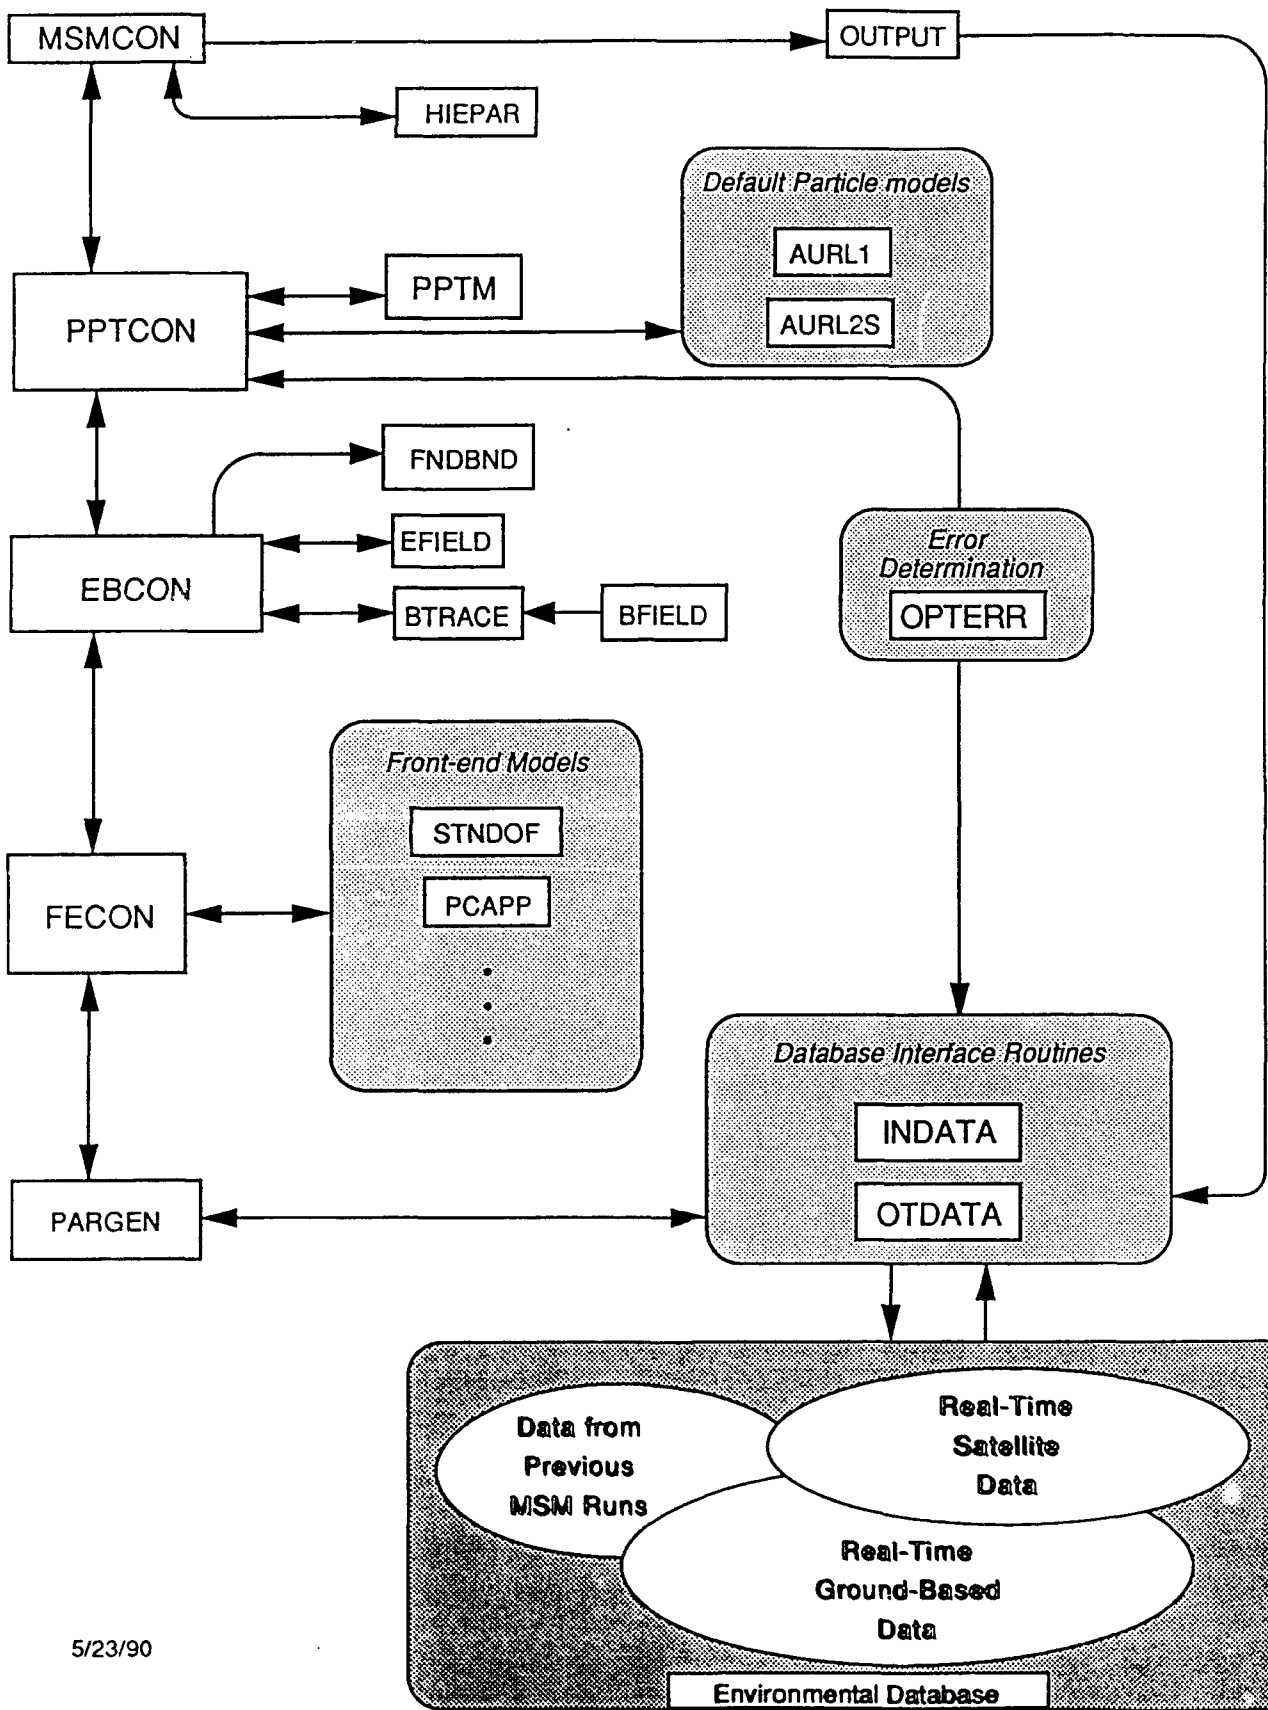 MSMCON
OUTPUT
HIEPAR
Default Particle models
AURL1
AURL2S
PPTM
PPTCON
FNDBND
EFIELD
EBCON
BTRACE
BFIELD
Error
Determination
OPTERR
Front-end Models
STNDOF
PCAPP
FECON
Database Interface Routines
INDATA
OTDATA
PARGEN
Data from
Previous
MSM Runs
Real-Time
Satellite
Data
Real-Time
Ground-Based
Data
5/23/90
Environmental Database